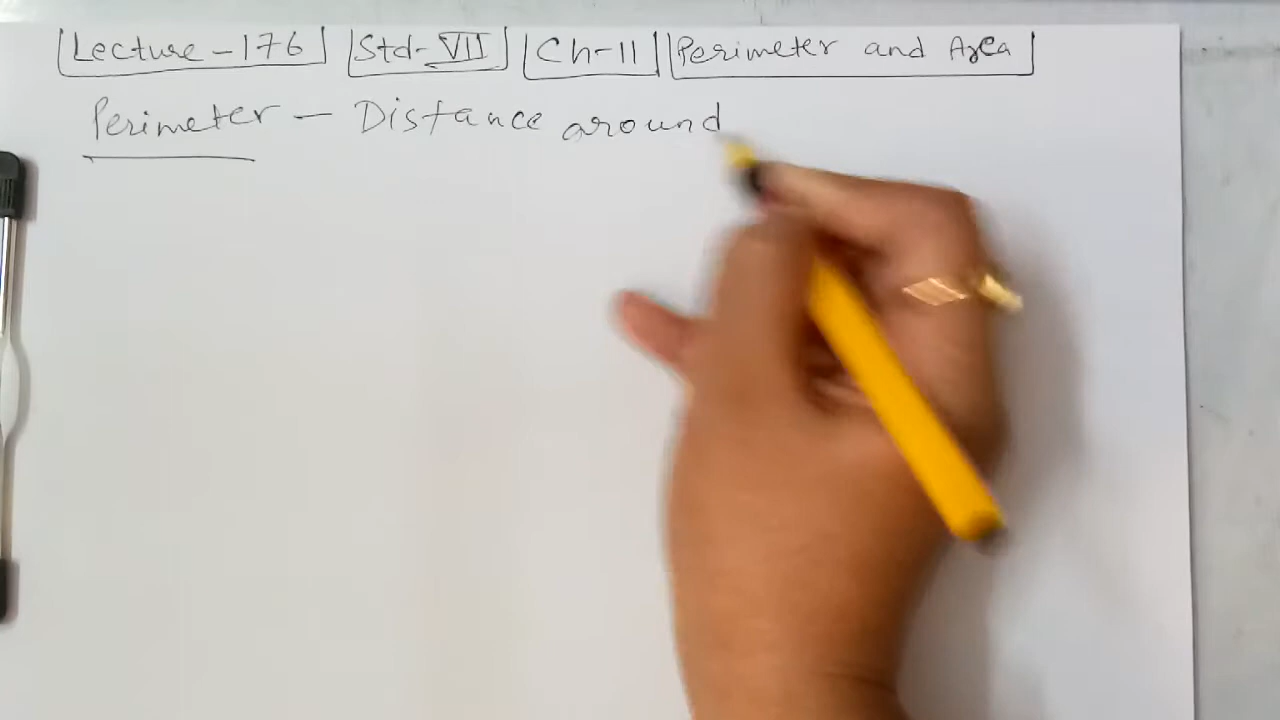 Lecture - 176 Std- VII Ch-11 Perimeter and Area
Perimeter — Distance around